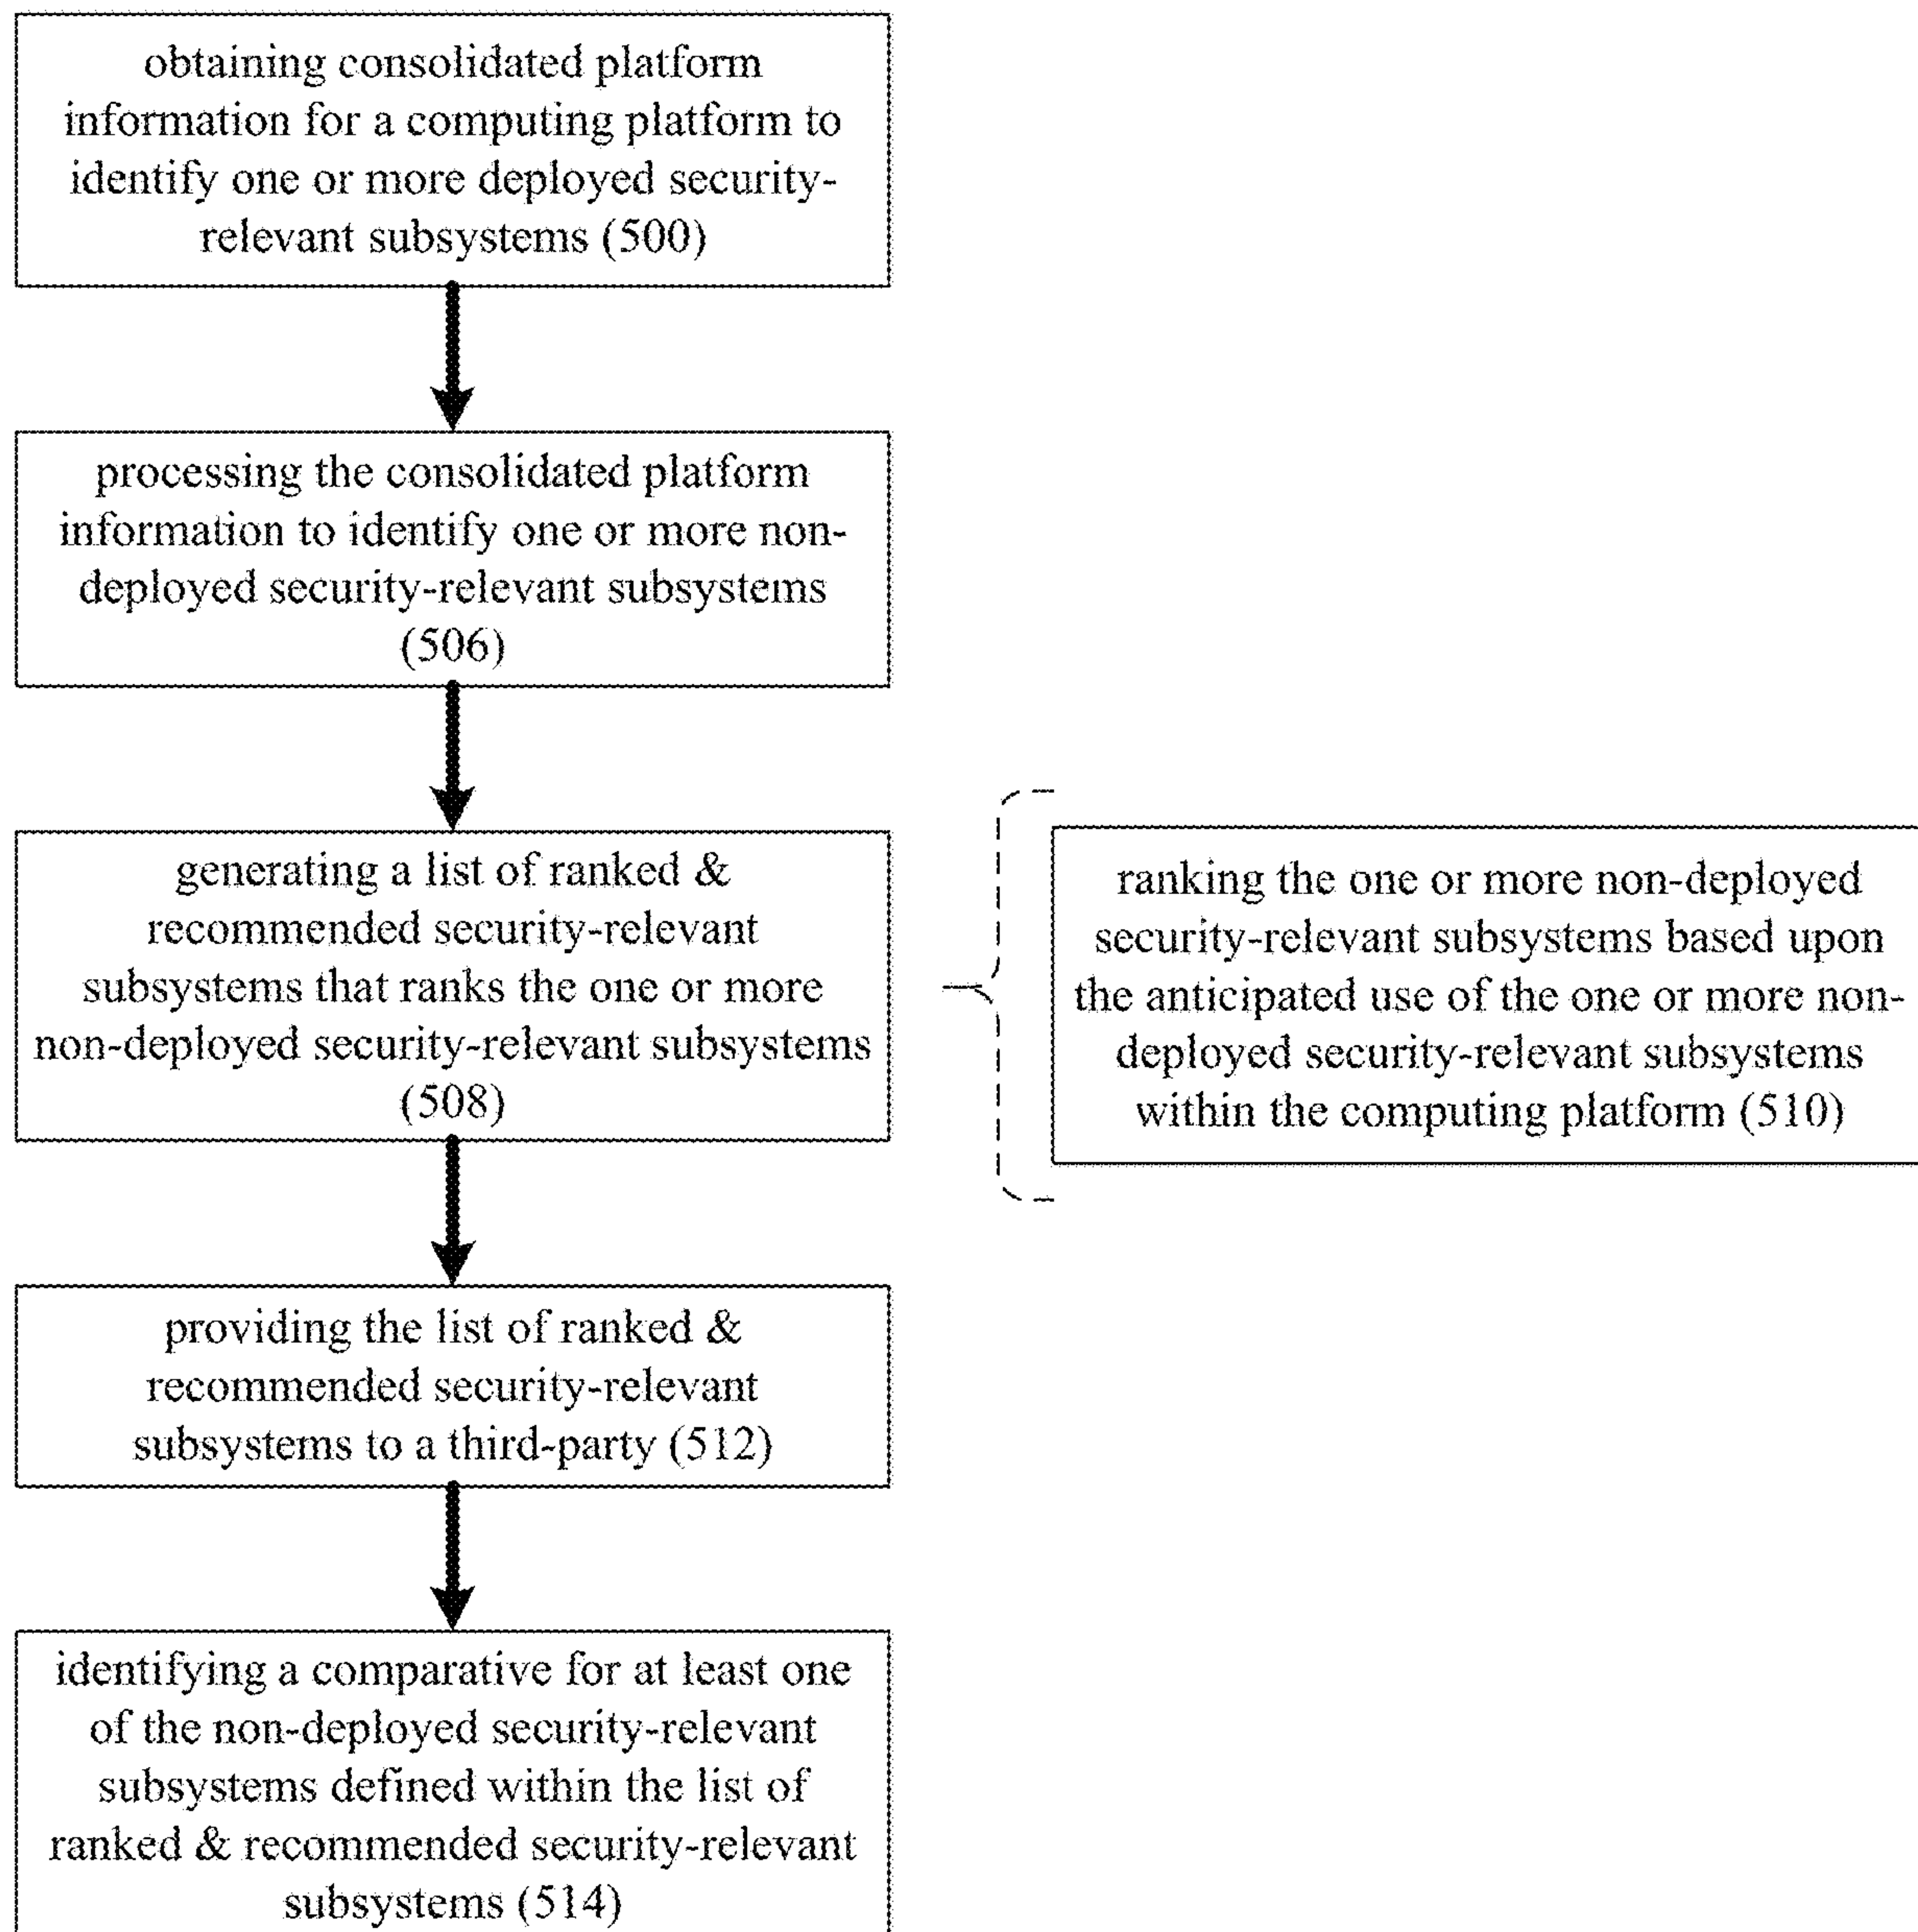 obtaining consolidated platform
information for a computing platform to
identify one or more deployed security-
relevant subsystems (500)
processing the consolidated platform
information to identify one or more non-
deployed security-relevant subsystems
(506)
generating a list of ranked &
recommended security-relevant
subsystems that ranks the one or more
non-deployed security-relevant subsystems
(508)
ranking the one or more non-deployed
security-relevant subsystems based upon
the anticipated use of the one or more non-
deployed security-relevant subsystems
within the computing platform (510)
providing the list of ranked &
recommended security-relevant
subsystems to a third-party (512)
identifying a comparative for at least one
of the non-deployed security-relevant
subsystems defined within the list of
ranked & recommended security-relevant
subsystems (514)